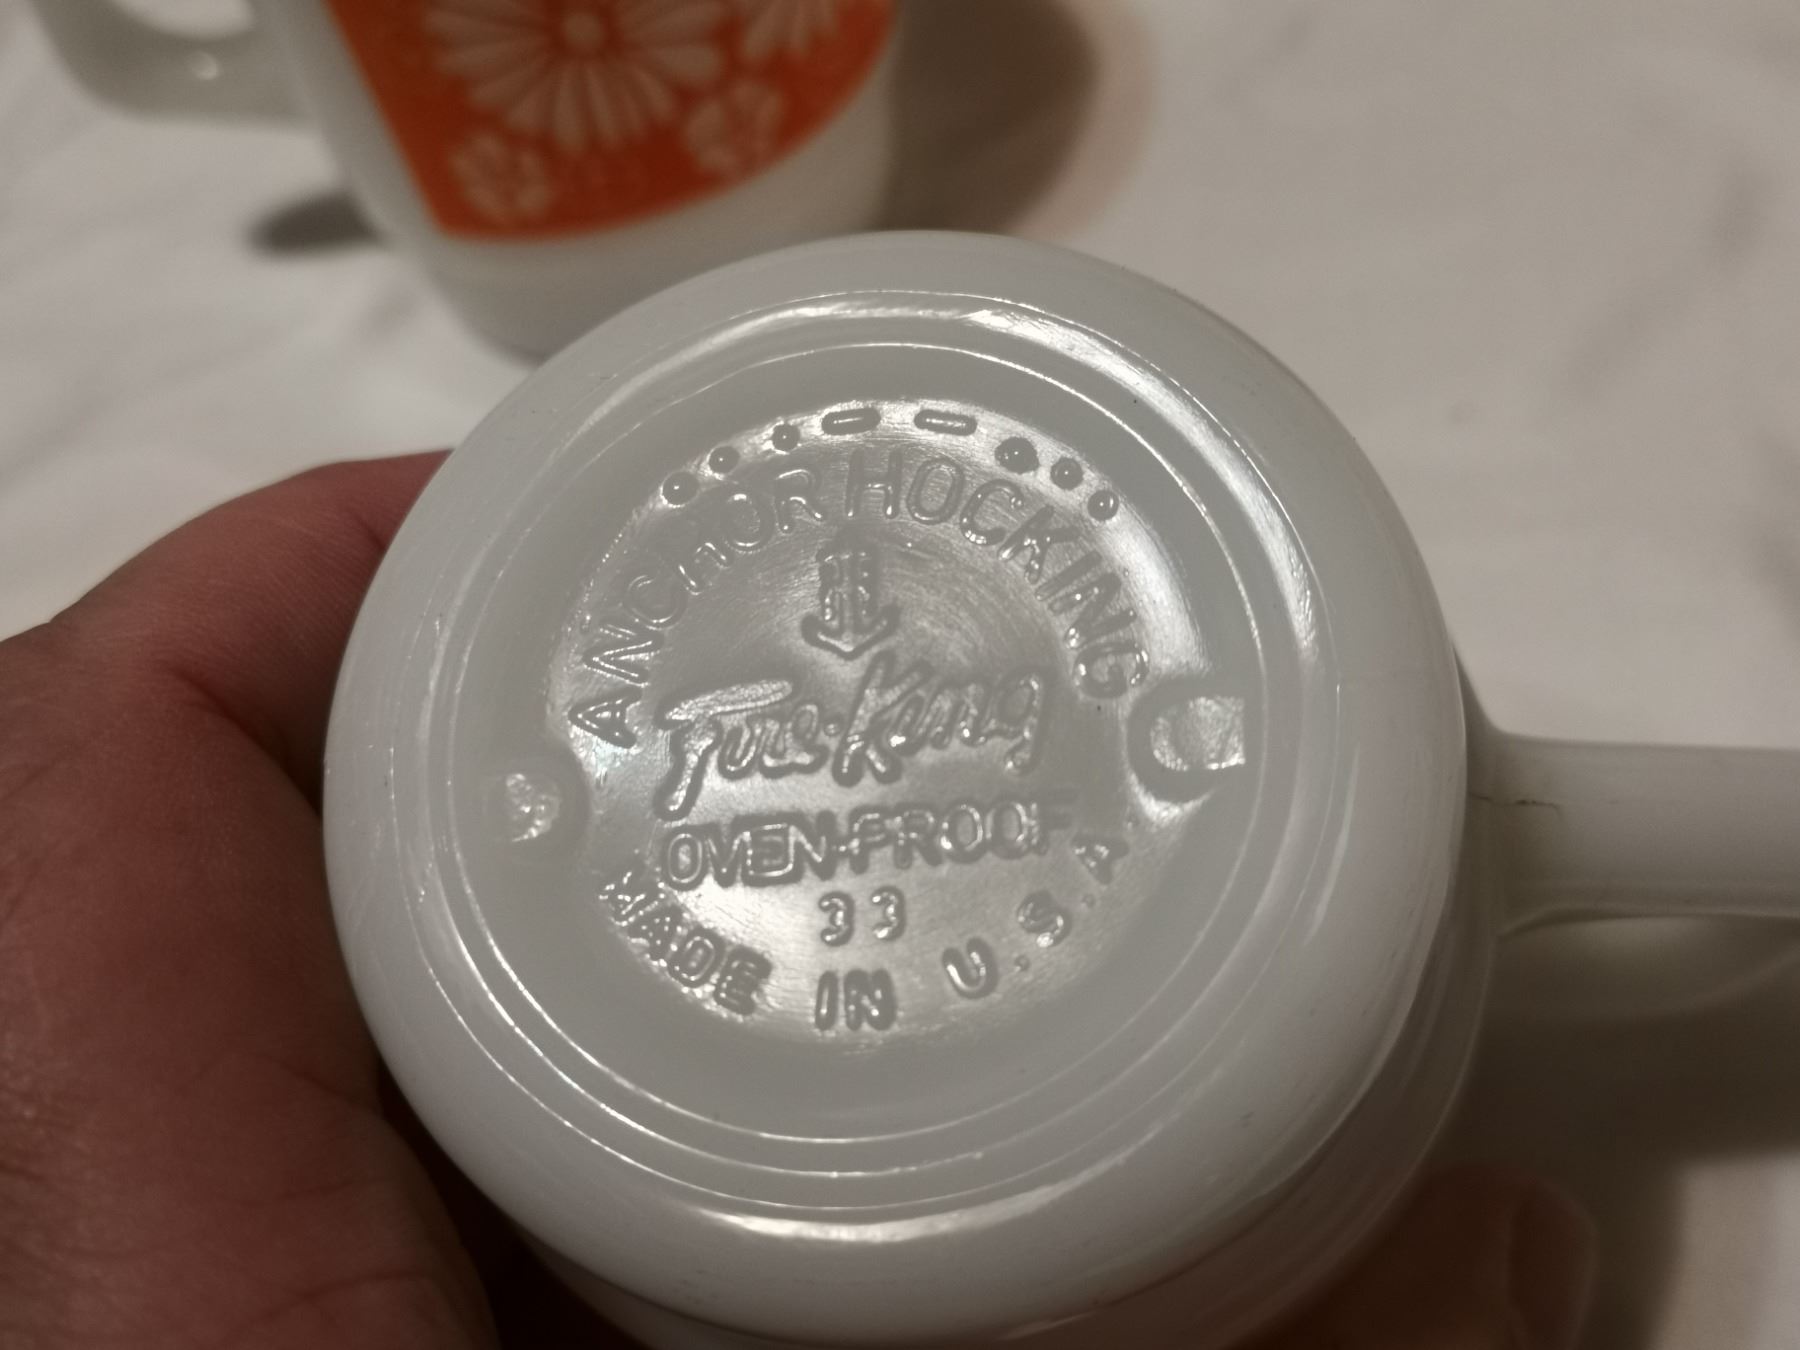 ANCHOR HOCKING
Fire-King
OVEN-PROOF
33
MADE IN U.S.A